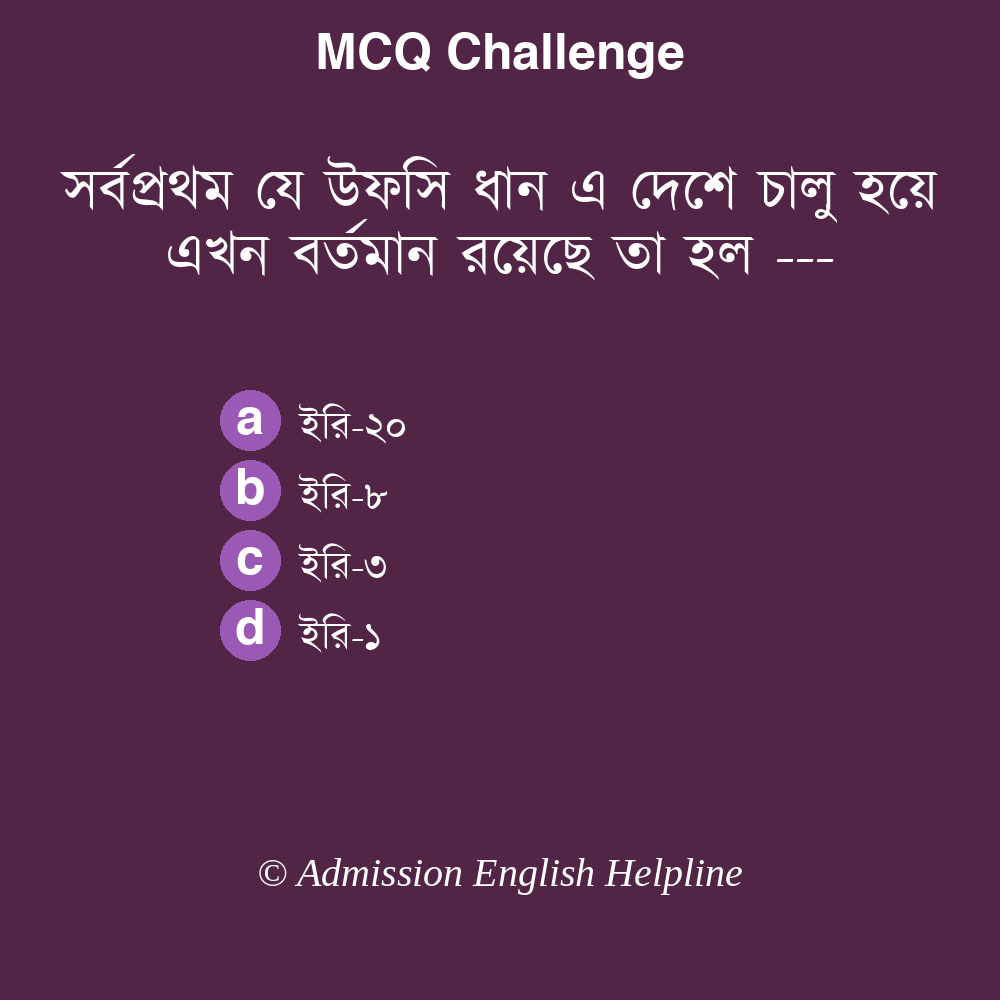 MCQ Challenge
সর্বপ্রথম যে উফসি ধান এ দেশে চালু হয়ে
এখন বর্তমান রয়েছে তা হল ---
a ইরি-২০
b ইরি-৮
c ইরি-৩
d ইরি-১
© Admission English Helpline